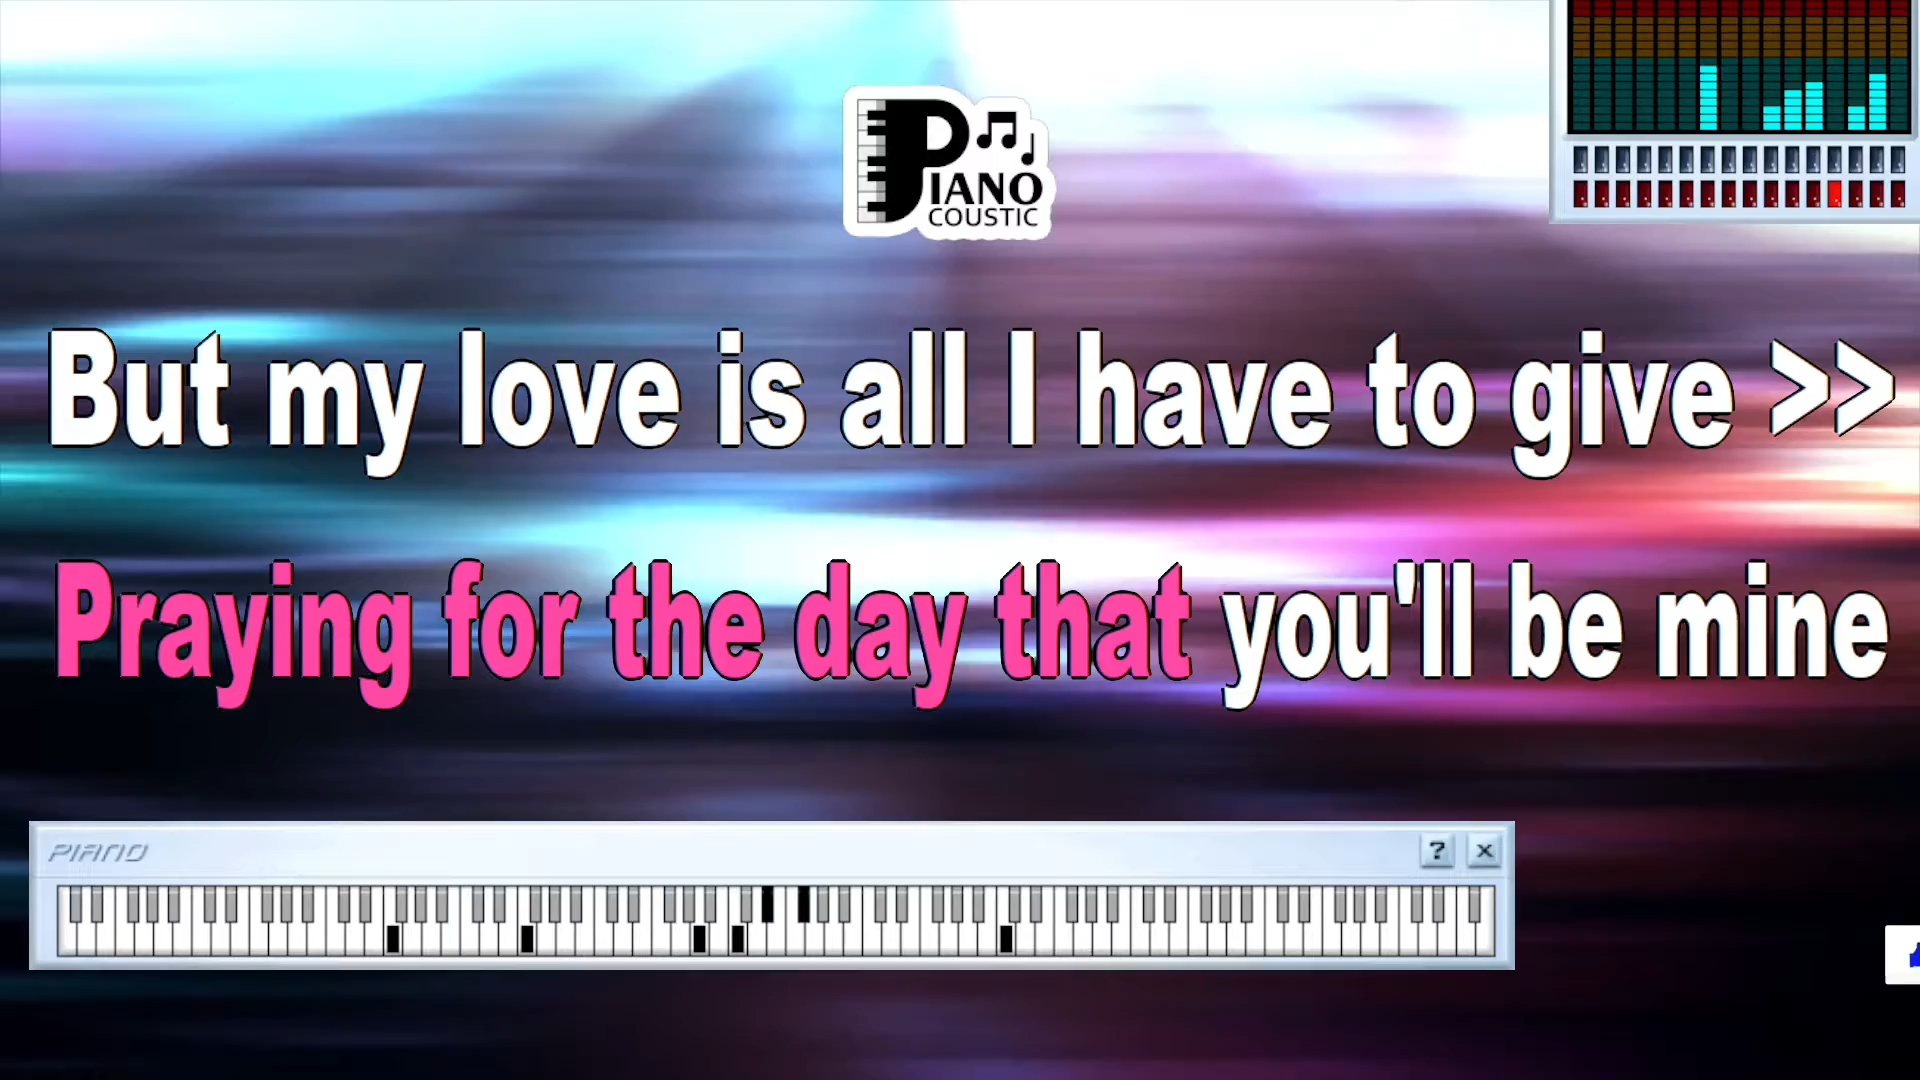 PIANO
COUSTIC
But my love is all I have to give >>
Praying for the day that you'll be mine
PIANO
? X